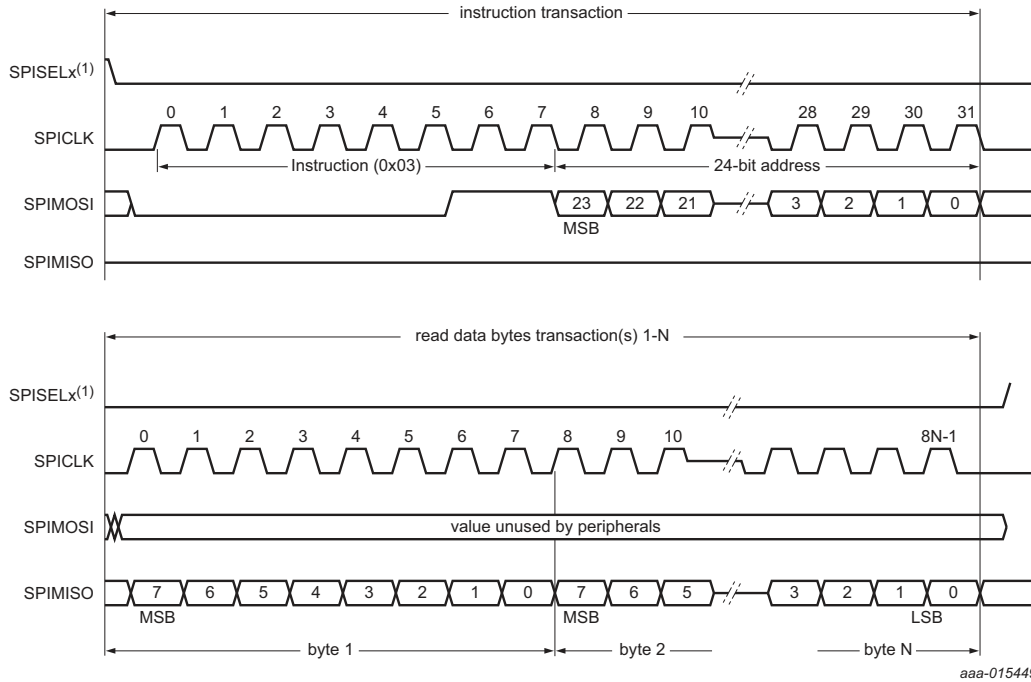 instruction transaction
SPISELx(1)
0 1 2 3 4 5 6 7 8 9 10 28 29 30 31
SPICLK
Instruction (0x03) 24-bit address
SPIMOSI 23 22 21 3 2 1 0
MSB
SPIMISO
read data bytes transaction(s) 1-N
SPISELx(1)
0 1 2 3 4 5 6 7 8 9 10 8N-1
SPICLK
SPIMOSI value unused by peripherals
SPIMISO 7 6 5 4 3 2 1 0 7 6 5 3 2 1 0
MSB MSB LSB
byte 1 byte 2 byte N
aaa-015449